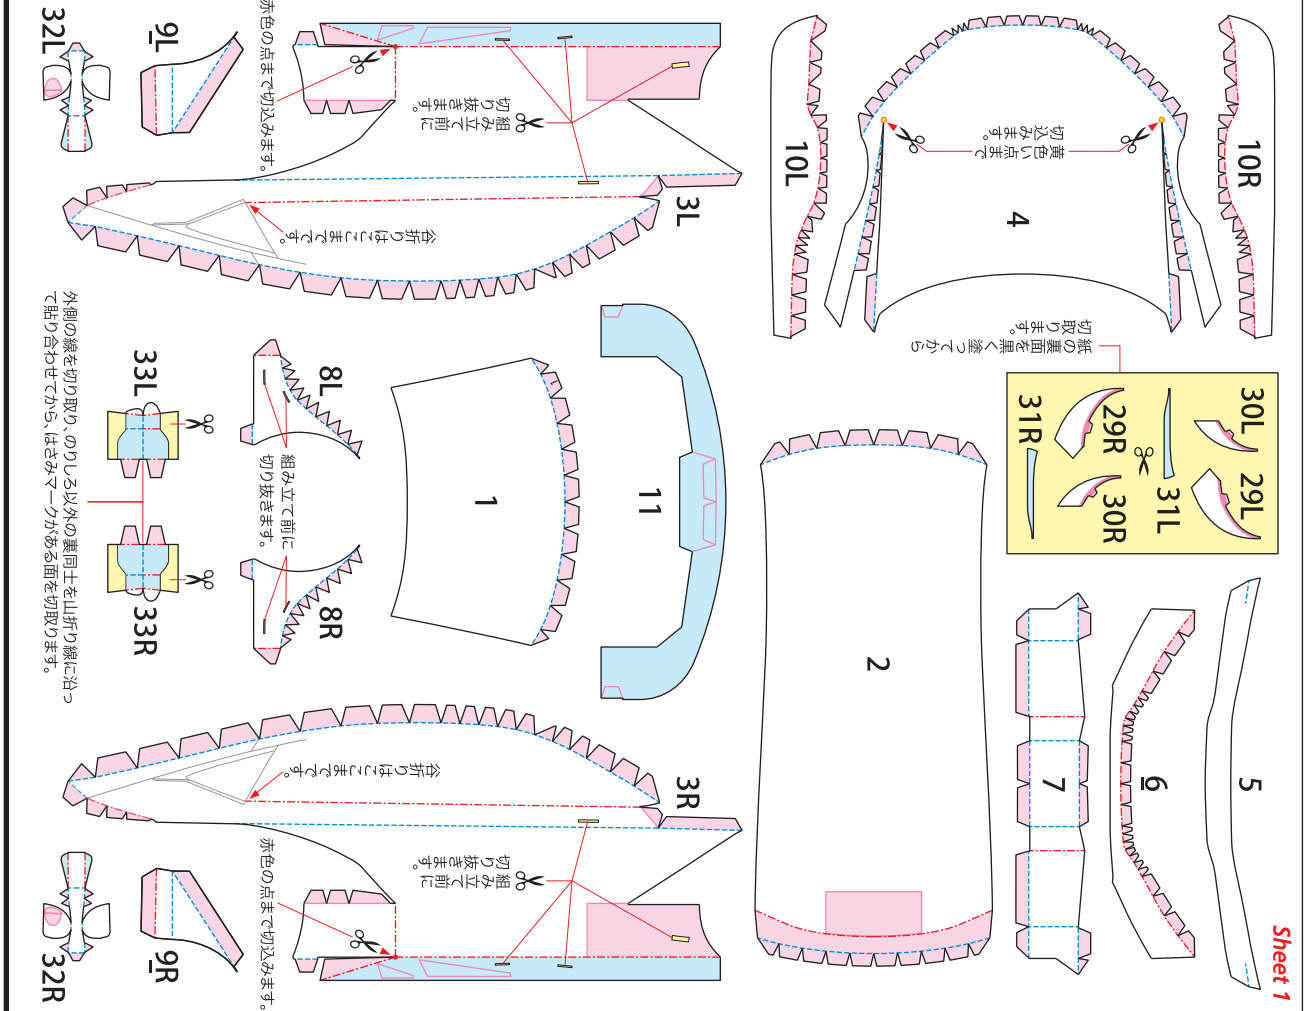 Sheet 1
5
6
7
10R
10L
4
黄色い点まで
切込みます。
紙の裏面を黒く塗ってから
切取ります。
30L
29L
29R
30R
31L
31R
2
11
1
3L
谷折りはここまでです。
組み立て前に
切り抜きます。
赤色の点まで切込みます。
3R
谷折りはここまでです。
組み立て前に
切り抜きます。
赤色の点まで切込みます。
8L
8R
組み立て前に
切り抜きます。
9L
9R
32L
32R
33L
33R
外側の線を切り取り、のりしろ以外の裏同士を山折り線に沿っ
て貼り合わせてから、はさみマークがある面を切取ります。